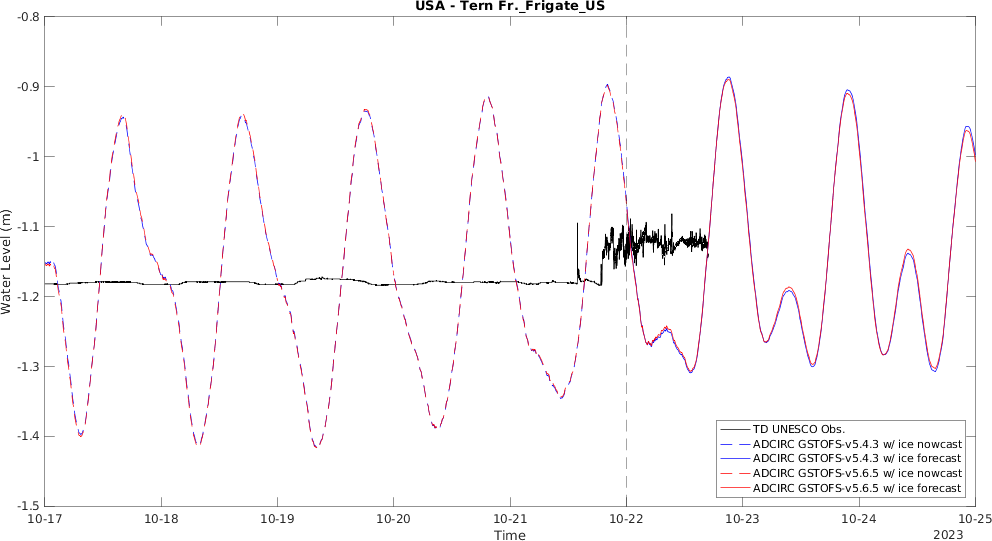 USA - Tern Fr._Frigate_US
Water Level (m)
-0.8
-0.9
-1
-1.1
-1.2
-1.3
-1.4
-1.5
TD UNESCO Obs.
ADCIRC GSTOFS-v5.4.3 w/ ice nowcast
ADCIRC GSTOFS-v5.4.3 w/ ice forecast
ADCIRC GSTOFS-v5.6.5 w/ ice nowcast
ADCIRC GSTOFS-v5.6.5 w/ ice forecast
10-17 10-18 10-19 10-20 10-21 10-22 10-23 10-24 10-25
Time
2023